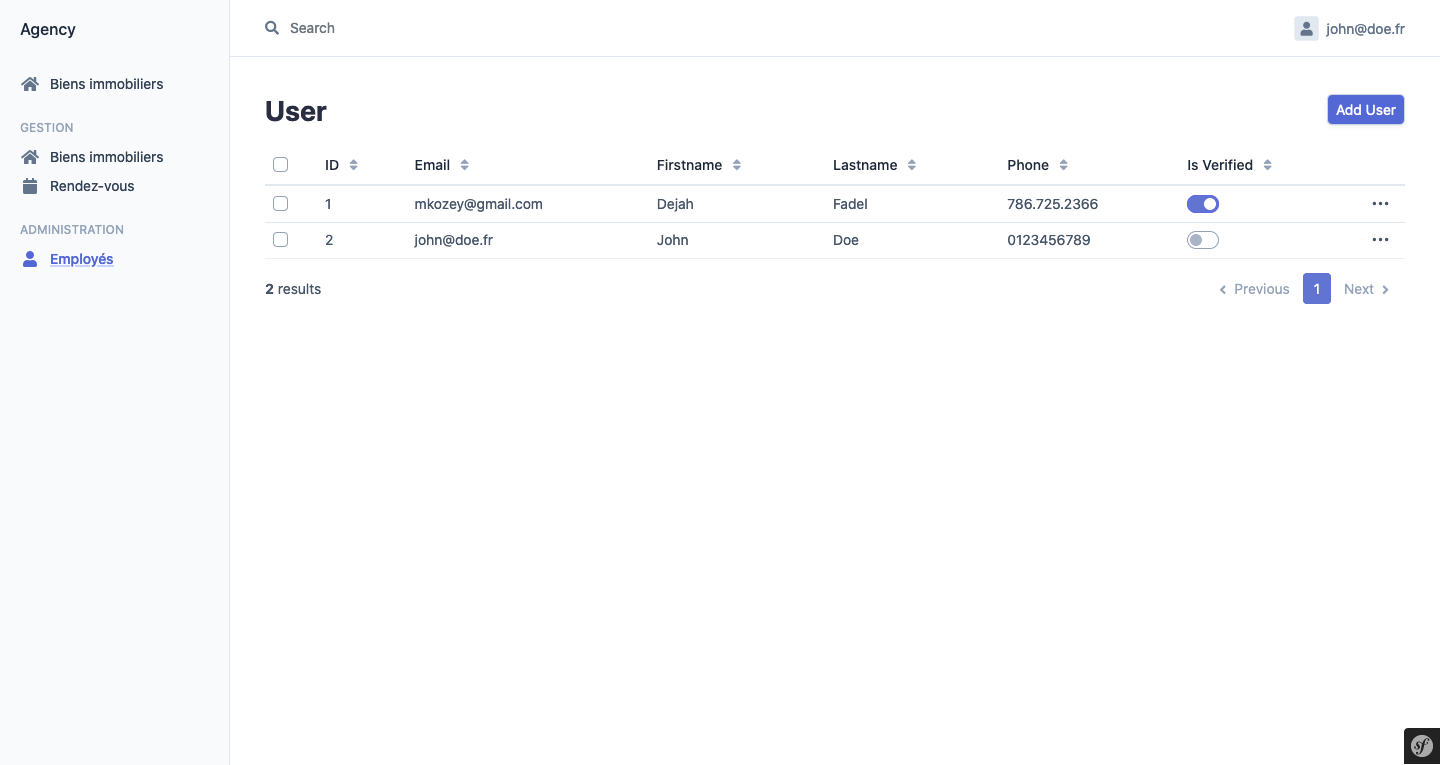 Agency
Search
john@doe.fr
Biens immobiliers
GESTION
Biens immobiliers
Rendez-vous
ADMINISTRATION
Employés
User
Add User
ID Email Firstname Lastname Phone Is Verified
1 mkozey@gmail.com Dejah Fadel 786.725.2366
2 john@doe.fr John Doe 0123456789
2 results
Previous 1 Next
sf